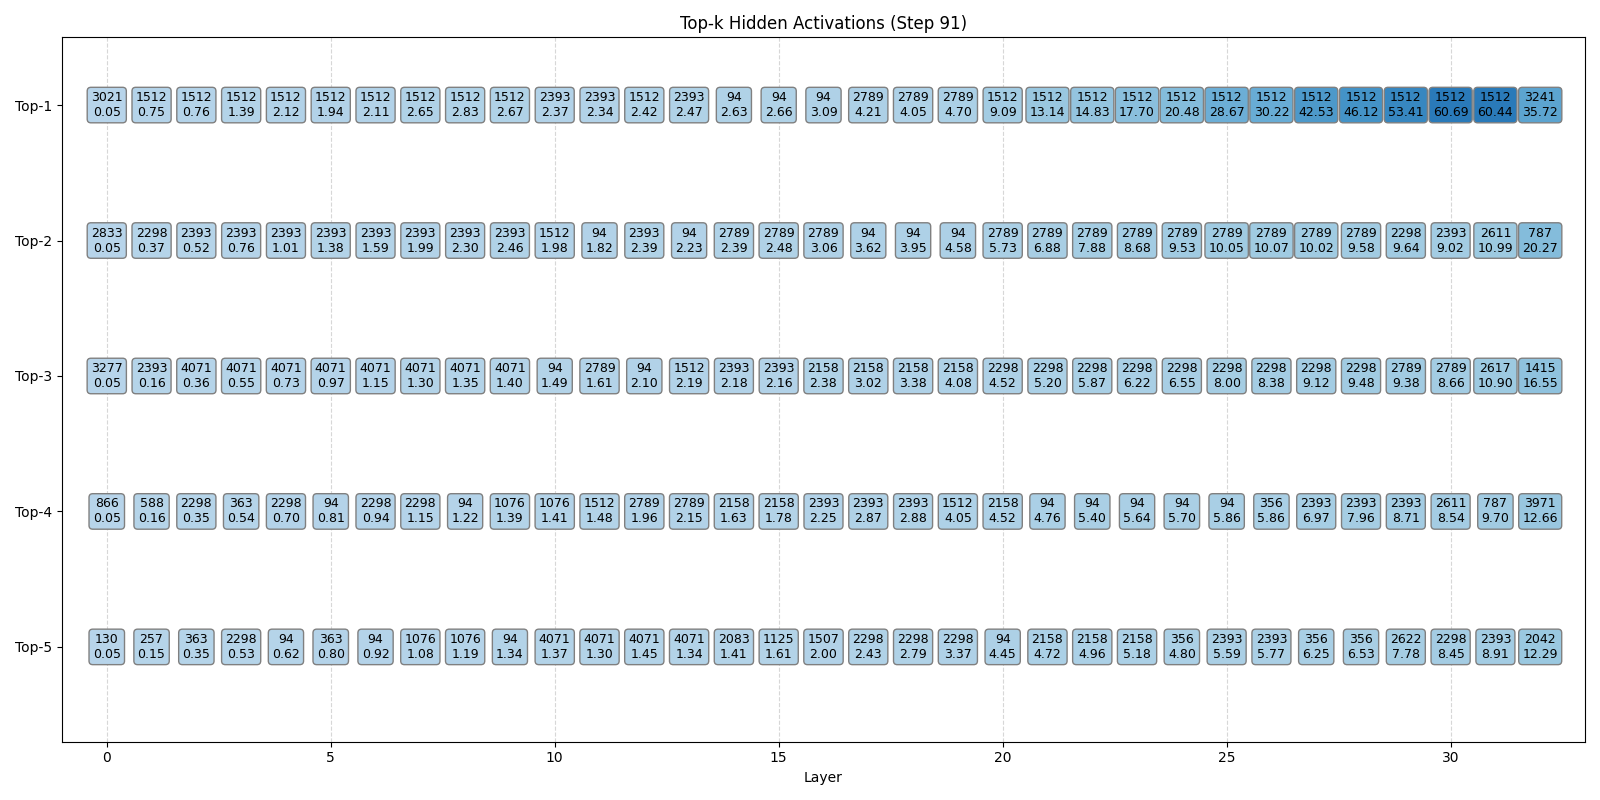 Top-k Hidden Activations (Step 91)
Top-1
3021 1512 1512 1512 1512 1512 1512 1512 1512 1512 2393 2393 1512 2393 94 94 94 2789 2789 2789 1512 1512 1512 1512 1512 1512 1512 1512 1512 1512 1512 1512 3241
0.05 0.75 0.76 1.39 2.12 1.94 2.11 2.65 2.83 2.67 2.37 2.34 2.42 2.47 2.63 2.66 3.09 4.21 4.05 4.70 9.09 13.14 14.83 17.70 20.48 28.67 30.22 42.53 46.12 53.41 60.69 60.44 35.72
Top-2
2833 2298 2393 2393 2393 2393 2393 2393 2393 2393 1512 94 2393 94 2789 2789 2789 94 94 94 2789 2789 2789 2789 2789 2789 2789 2789 2789 2298 2393 2611 787
0.05 0.37 0.52 0.76 1.01 1.38 1.59 1.99 2.30 2.46 1.98 1.82 2.39 2.23 2.39 2.48 3.06 3.62 3.95 4.58 5.73 6.88 7.88 8.68 9.53 10.05 10.07 10.02 9.58 9.64 9.02 10.99 20.27
Top-3
3277 2393 4071 4071 4071 4071 4071 4071 4071 4071 94 2789 94 1512 2393 2393 2158 2158 2158 2158 2298 2298 2298 2298 2298 2298 2298 2298 2298 2789 2789 2617 1415
0.05 0.16 0.36 0.55 0.73 0.97 1.15 1.30 1.35 1.40 1.49 1.61 2.10 2.19 2.18 2.16 2.38 3.02 3.38 4.08 4.52 5.20 5.87 6.22 6.55 8.00 8.38 9.12 9.48 9.38 8.66 10.90 16.55
Top-4
866 588 2298 363 2298 94 2298 2298 94 1076 1076 1512 2789 2789 2158 2158 2393 2393 2393 1512 2158 94 94 94 94 94 356 2393 2393 2393 2611 787 3971
0.05 0.16 0.35 0.54 0.70 0.81 0.94 1.15 1.22 1.39 1.41 1.48 1.96 2.15 1.63 1.78 2.25 2.87 2.88 4.05 4.52 4.76 5.40 5.64 5.70 5.86 5.86 6.97 7.96 8.71 8.54 9.70 12.66
Top-5
130 257 363 2298 94 363 94 1076 1076 94 4071 4071 4071 4071 2083 1125 1507 2298 2298 2298 94 2158 2158 2158 356 2393 2393 356 356 2622 2298 2393 2042
0.05 0.15 0.35 0.53 0.62 0.80 0.92 1.08 1.19 1.34 1.37 1.30 1.45 1.34 1.41 1.61 2.00 2.43 2.79 3.37 4.45 4.72 4.96 5.18 4.80 5.59 5.77 6.25 6.53 7.78 8.45 8.91 12.29
0 5 10 15 20 25 30
Layer